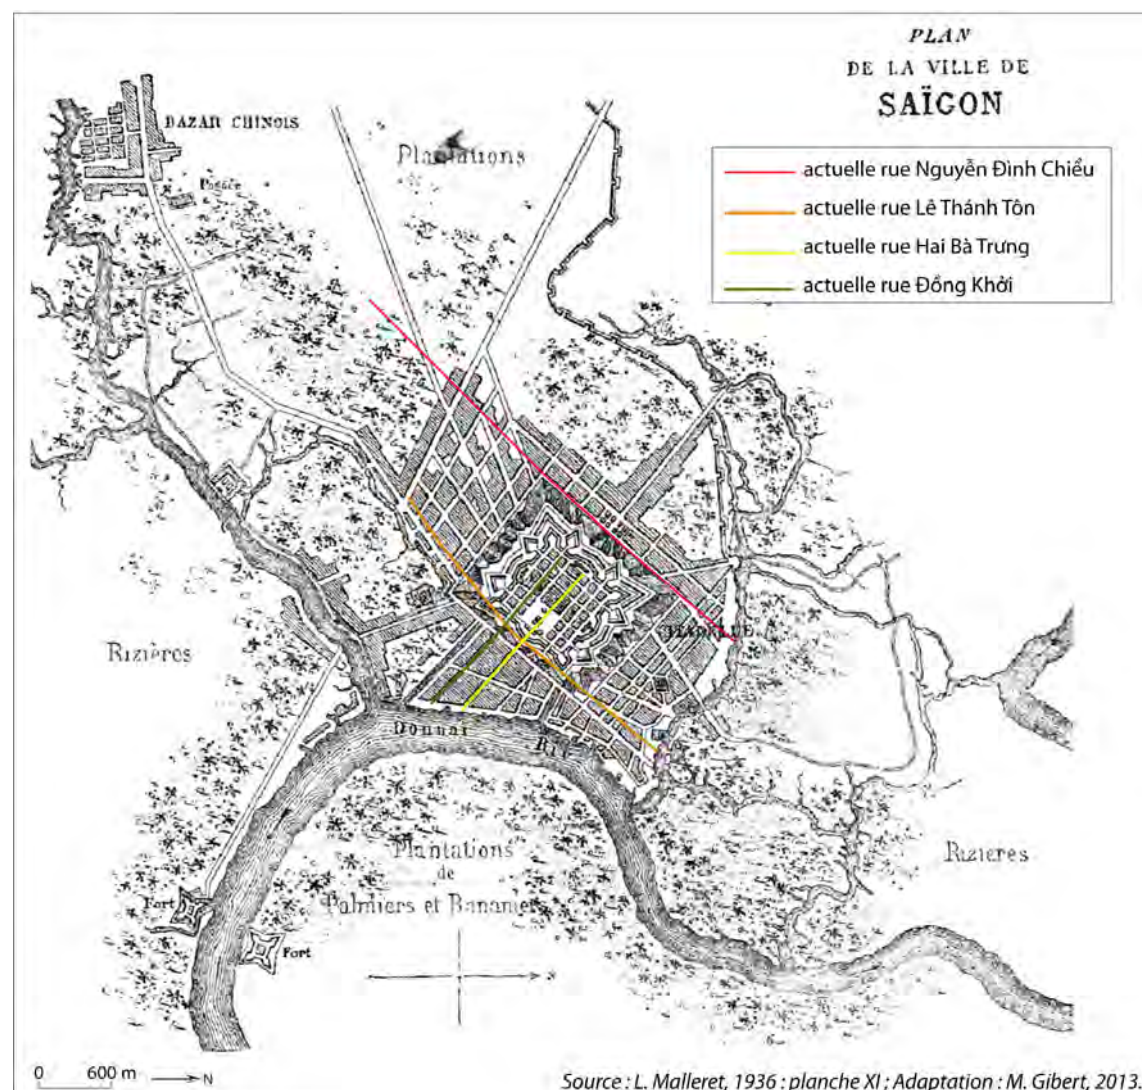 PLAN
DE LA VILLE DE
SAÏGON
actuelle rue Nguyễn Đình Chiểu
actuelle rue Lê Thánh Tôn
actuelle rue Hai Bà Trưng
actuelle rue Đồng Khởi
BAZAR CHINOIS
Plantations
Pagode
RIZIÈRES
Donnai
Riv
Plantations
de
Palmiers et Bananiers
RIZIERES
Fort
Fort
N
0 600 m N
Source : L. Malleret, 1936 : planche XI ; Adaptation : M. Gibert, 2013.